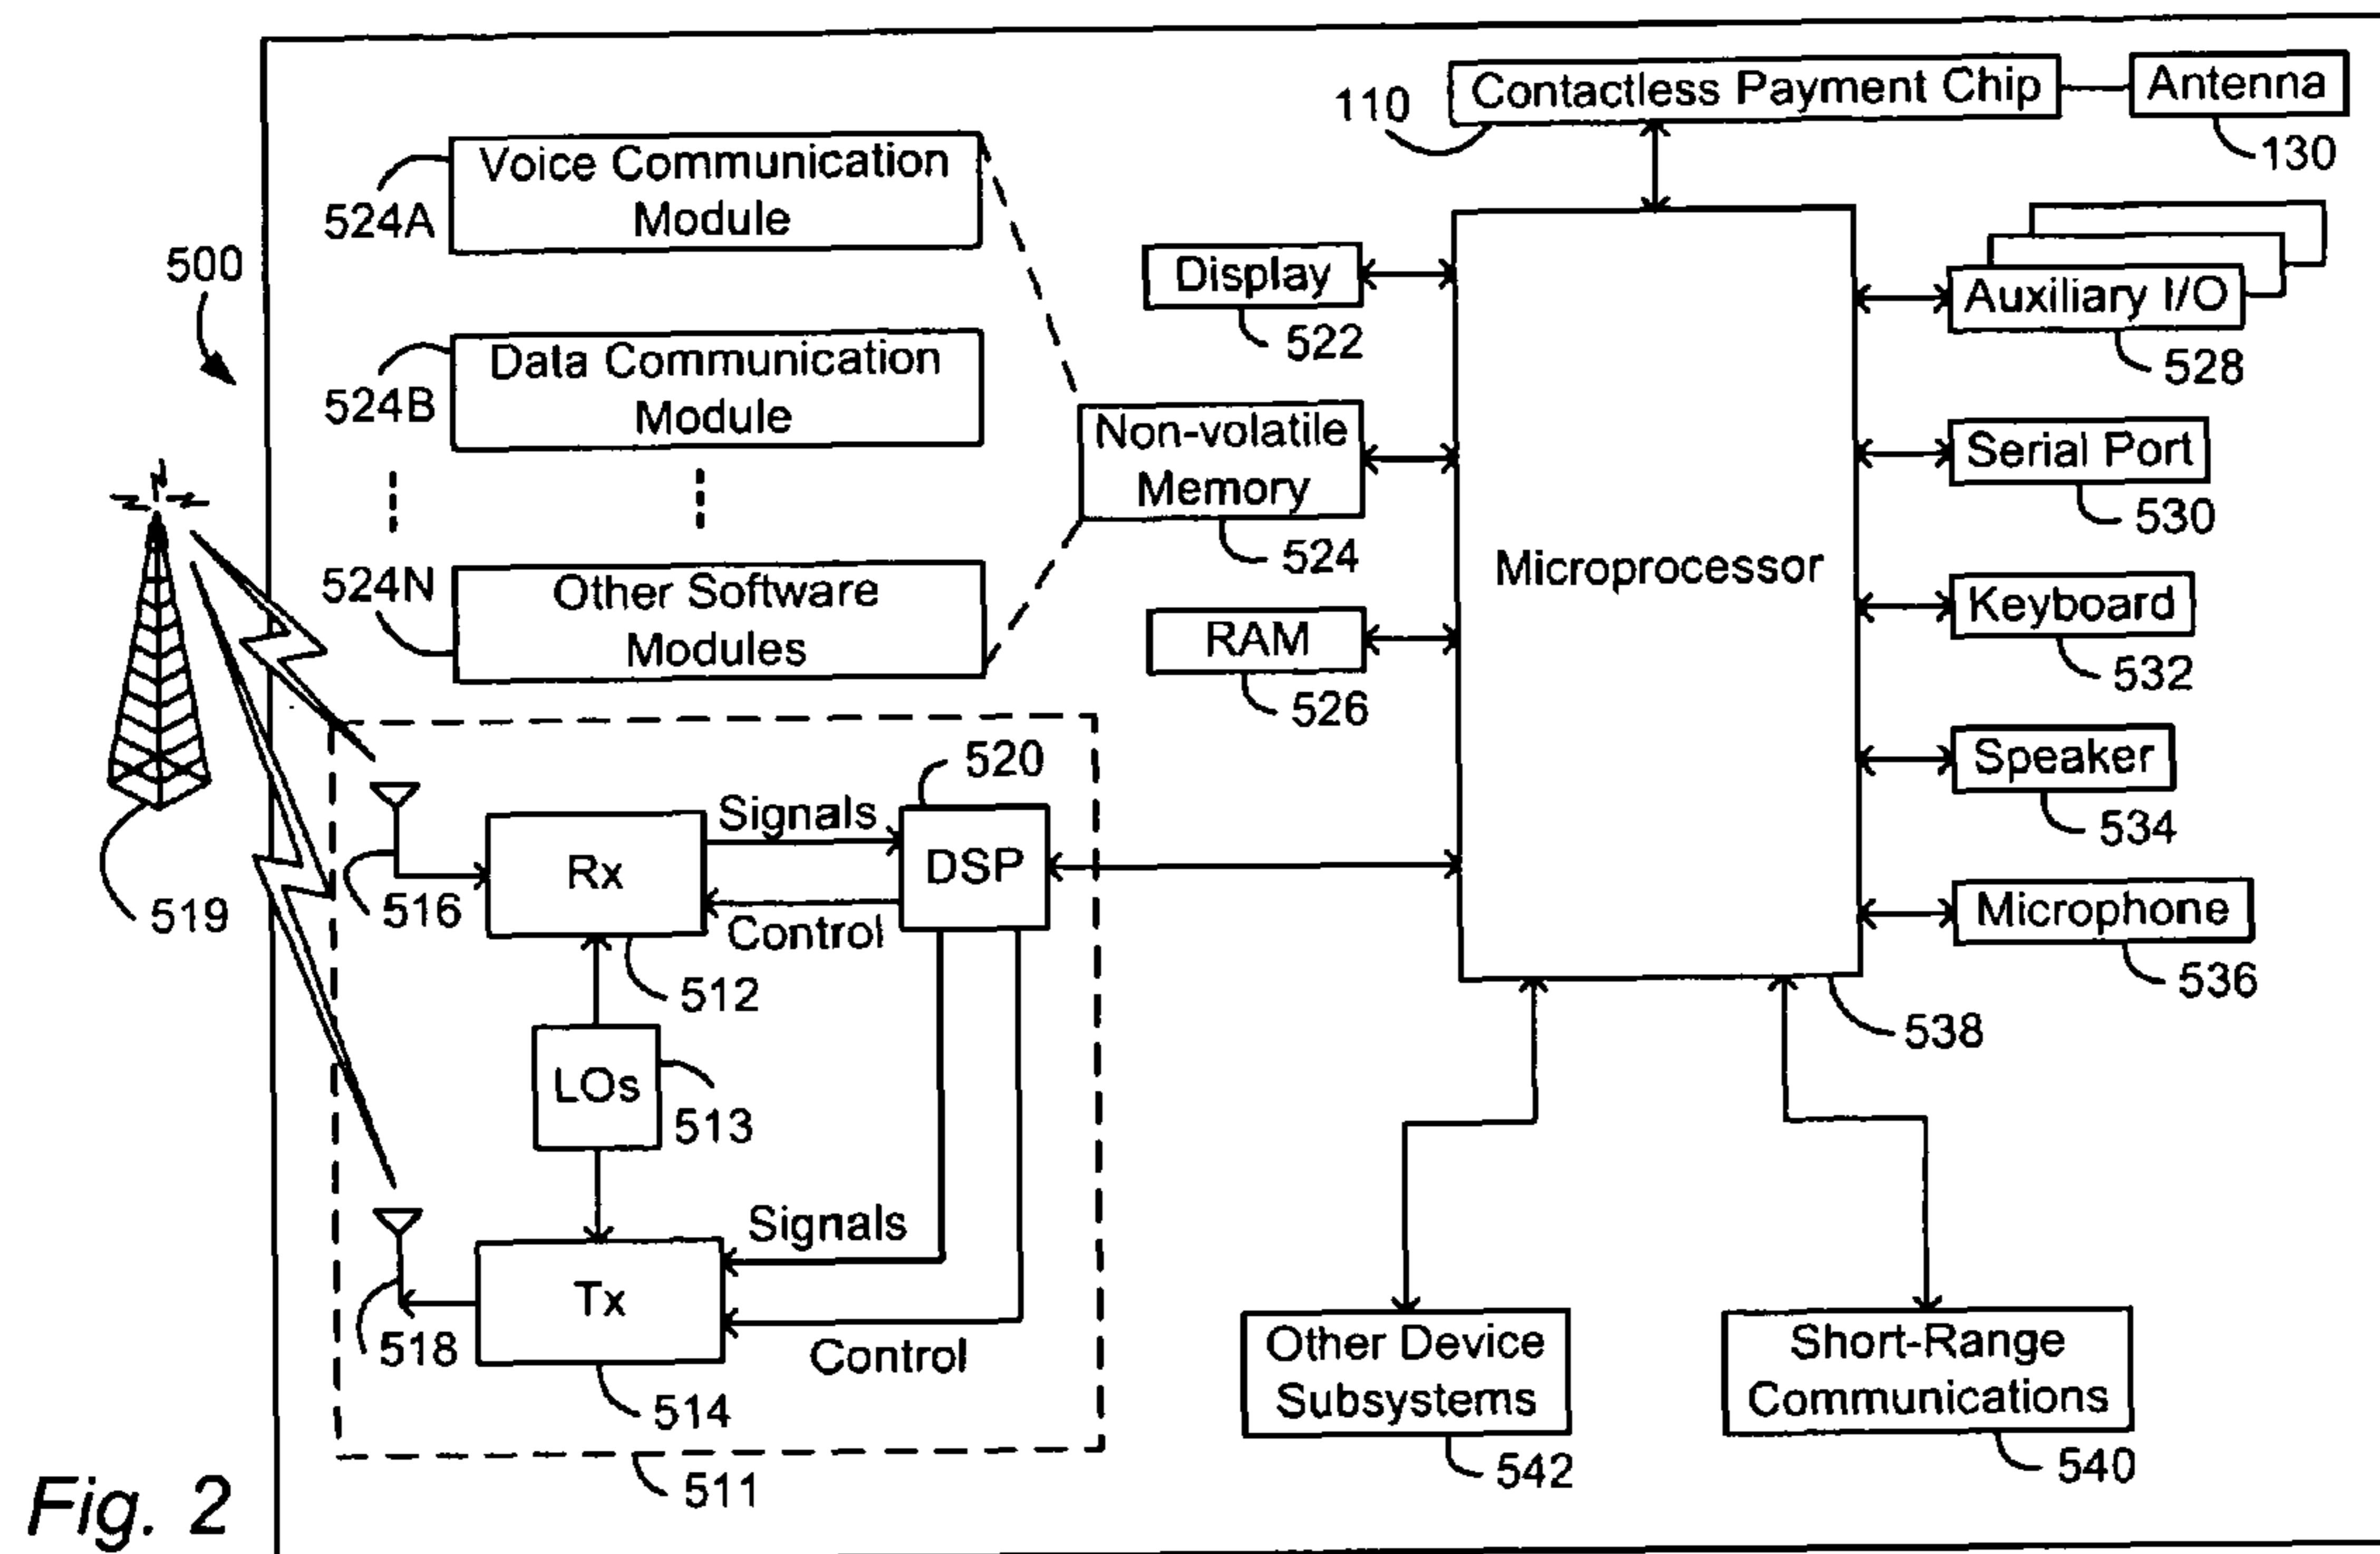 Contactless Payment Chip
Antenna
110
130
Voice Communication
Module
524A
500
Display
522
Auxiliary I/O
528
Data Communication
Module
524B
Non-volatile
Memory
524
Serial Port
530
Microprocessor
524N
Other Software
Modules
Keyboard
532
RAM
526
Speaker
534
520
Signals
Rx
DSP
Control
516
519
512
Microphone
536
538
LOs
513
Signals
Tx
Control
518
514
511
Other Device
Subsystems
542
Short-Range
Communications
540
Fig. 2